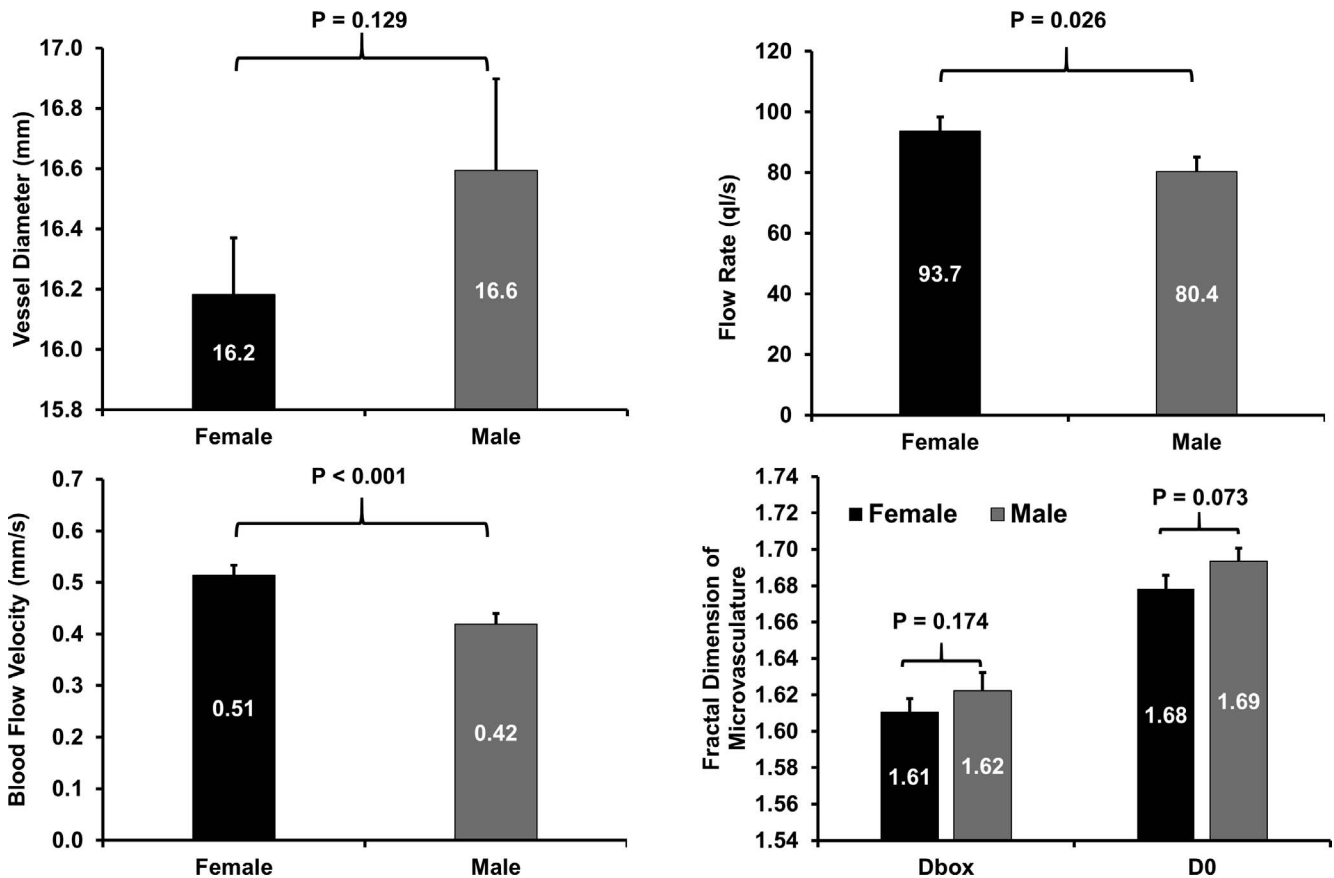 P = 0.129
17.0
16.8
16.6
16.4
16.2
16.0
15.8
Vessel Diameter (mm)
16.2
16.6
Female Male
P = 0.026
120
100
80
60
40
20
0
Flow Rate (ql/s)
93.7
80.4
Female Male
P < 0.001
0.7
0.6
0.5
0.4
0.3
0.2
0.1
0.0
Blood Flow Velocity (mm/s)
0.51
0.42
Female Male
1.74
1.72
1.70
1.68
1.66
1.64
1.62
1.60
1.58
1.56
1.54
Fractal Dimension of
Microvasculature
Female Male
P = 0.073
P = 0.174
1.61
1.62
1.68
1.69
Dbox D0